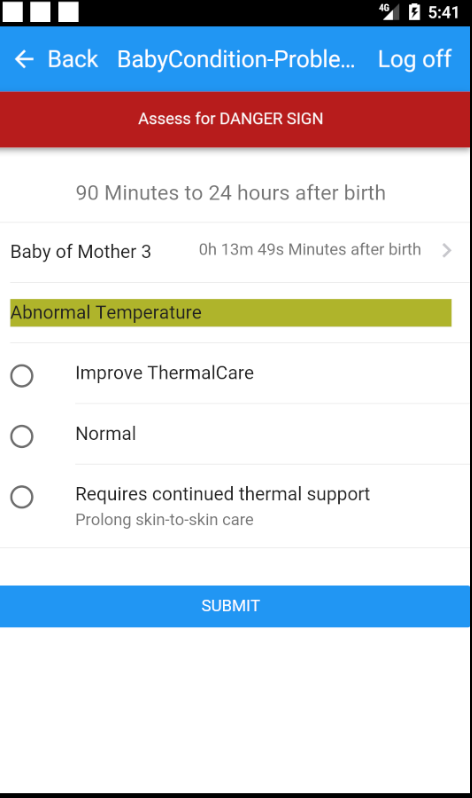 4G 5:41
Back BabyCondition-Proble... Log off
Assess for DANGER SIGN
90 Minutes to 24 hours after birth
Baby of Mother 3 0h 13m 49s Minutes after birth
Abnormal Temperature
Improve ThermalCare
Normal
Requires continued thermal support
Prolong skin-to-skin care
SUBMIT